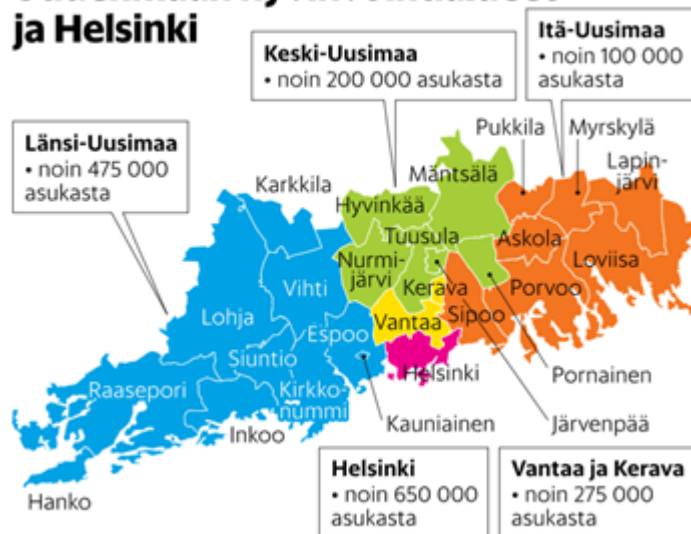 ja Helsinki
Itä-Uusimaa
• noin 100 000
asukasta
Keski-Uusimaa
• noin 200 000 asukasta
Länsi-Uusimaa
• noin 475 000
asukasta
Pukkila
Myrskylä
Lapin-
järvi
Karkkila
Mäntsälä
Hyvinkää
Tuusula
Askola
Nurmi-
järvi
Loviisa
Vihti
Kerava
Porvoo
Lohja
Espoo
Vantaa
Sipoo
Siuntio
Helsinki
Raasepori
Kirkko-
nummi
Pornainen
Inkoo
Kauniainen
Järvenpää
Hanko
Helsinki
• noin 650 000
asukasta
Vantaa ja Kerava
• noin 275 000
asukasta